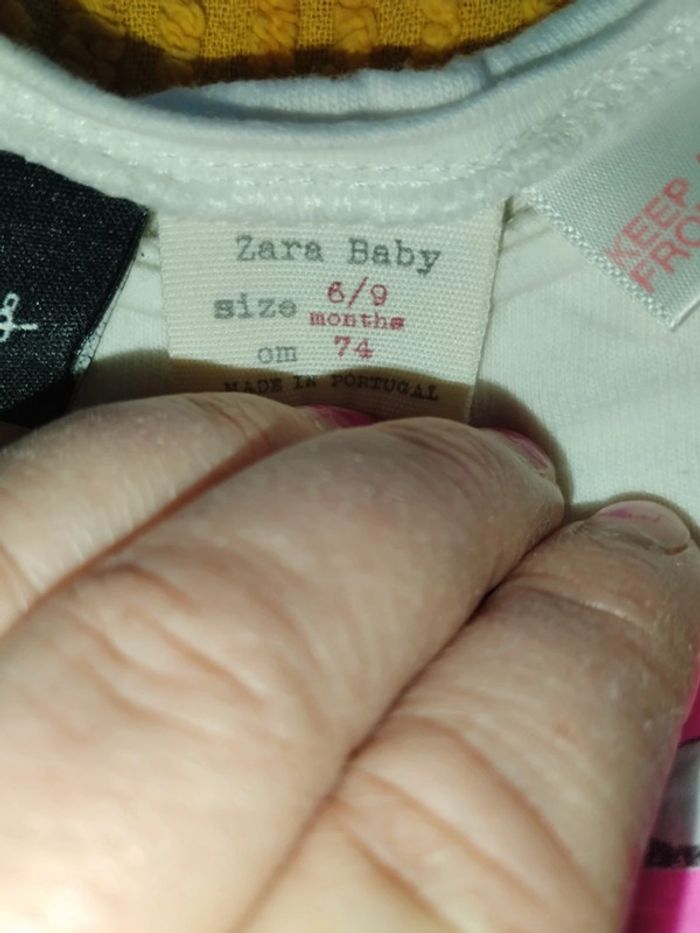 Zara Baby
size 6/9
months
cm 74
MADE IN PORTUGAL
KEEP
FRO